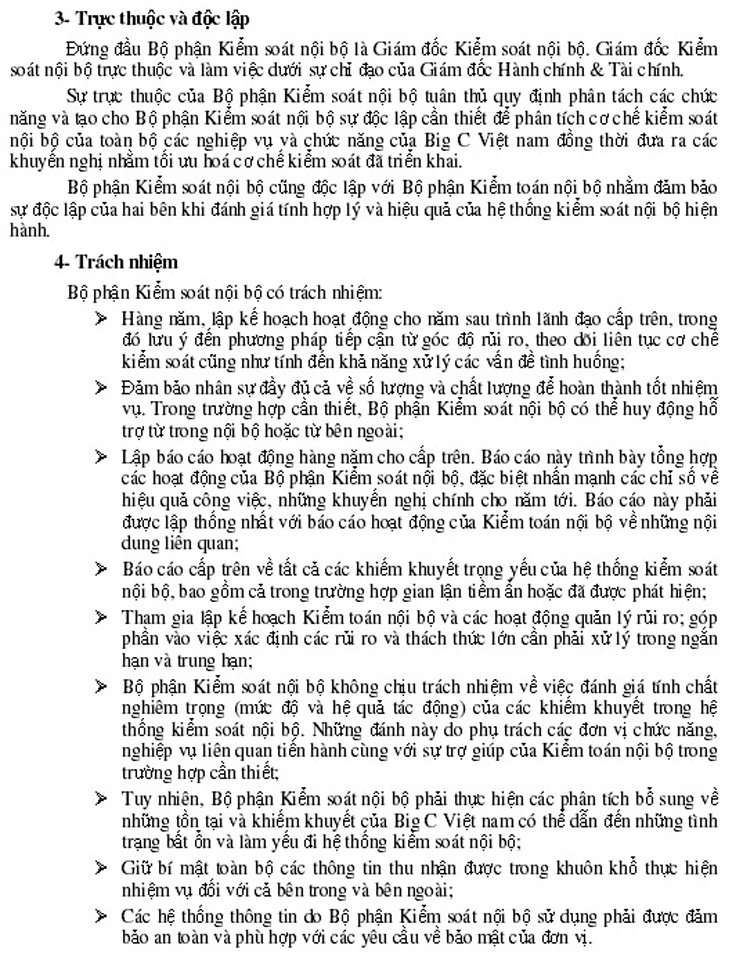 3- Trực thuộc và độc lập
Đứng đầu Bộ phận Kiểm soát nội bộ là Giám đốc Kiểm soát nội bộ. Giám đốc Kiểm
soát nội bộ trực thuộc và làm việc dưới sự chỉ đạo của Giám đốc Hành chính & Tài chính.
Sự trực thuộc của Bộ phận Kiểm soát nội bộ tuân thủ quy định phân tách các chức
năng và tạo cho Bộ phận Kiểm soát nội bộ sự độc lập cần thiết để phân tích cơ chế kiểm soát
nội bộ của toàn bộ các nghiệp vụ và chức năng của Big C Việt nam đồng thời đưa ra các
khuyến nghị nhằm tối ưu hoá cơ chế kiểm soát đã triển khai.
Bộ phận Kiểm soát nội bộ cũng độc lập với Bộ phận Kiểm toán nội bộ nhằm đảm bảo
sự độc lập của hai bên khi đánh giá tính hợp lý và hiệu quả của hệ thống kiểm soát nội bộ hiện
hành.
4- Trách nhiệm
Bộ phận Kiểm soát nội bộ có trách nhiệm:
➢ Hàng năm, lập kế hoạch hoạt động cho năm sau trình lãnh đạo cấp trên, trong
đó lưu ý đến phương pháp tiếp cận từ góc độ rủi ro, theo dõi liên tục cơ chế
kiểm soát cũng như tính đến khả năng xử lý các vấn đề tình huống;
➢ Đảm bảo nhân sự đầy đủ cả về số lượng và chất lượng để hoàn thành tốt nhiệm
vụ. Trong trường hợp cần thiết, Bộ phận Kiểm soát nội bộ có thể huy động hỗ
trợ từ trong nội bộ hoặc từ bên ngoài;
➢ Lập báo cáo hoạt động hàng năm cho cấp trên. Báo cáo này trình bày tổng hợp
các hoạt động của Bộ phận Kiểm soát nội bộ, đặc biệt nhấn mạnh các chỉ số về
hiệu quả công việc, những khuyến nghị chính cho năm tới. Báo cáo này phải
được lập thống nhất với báo cáo hoạt động của Kiểm toán nội bộ về những nội
dung liên quan;
➢ Báo cáo cấp trên về tất cả các khiếm khuyết trọng yếu của hệ thống kiểm soát
nội bộ, bao gồm cả trong trường hợp gian lận tiềm ẩn hoặc đã được phát hiện;
➢ Tham gia lập kế hoạch Kiểm toán nội bộ và các hoạt động quản lý rủi ro; góp
phần vào việc xác định các rủi ro và thách thức lớn cần phải xử lý trong ngắn
hạn và trung hạn;
➢ Bộ phận Kiểm soát nội bộ không chịu trách nhiệm về việc đánh giá tính chất
nghiêm trọng (mức độ và hệ quả tác động) của các khiếm khuyết trong hệ
thống kiểm soát nội bộ. Những đánh này do phụ trách các đơn vị chức năng,
nghiệp vụ liên quan tiến hành cùng với sự trợ giúp của Kiểm toán nội bộ trong
trường hợp cần thiết;
➢ Tuy nhiên, Bộ phận Kiểm soát nội bộ phải thực hiện các phân tích bổ sung về
những tồn tại và khiếm khuyết của Big C Việt nam có thể dẫn đến những tình
trạng bất ổn và làm yếu đi hệ thống kiểm soát nội bộ;
➢ Giữ bí mật toàn bộ các thông tin thu nhận được trong khuôn khổ thực hiện
nhiệm vụ đối với cả bên trong và bên ngoài;
➢ Các hệ thống thông tin do Bộ phận Kiểm soát nội bộ sử dụng phải được đảm
bảo an toàn và phù hợp với các yêu cầu về bảo mật của đơn vị.